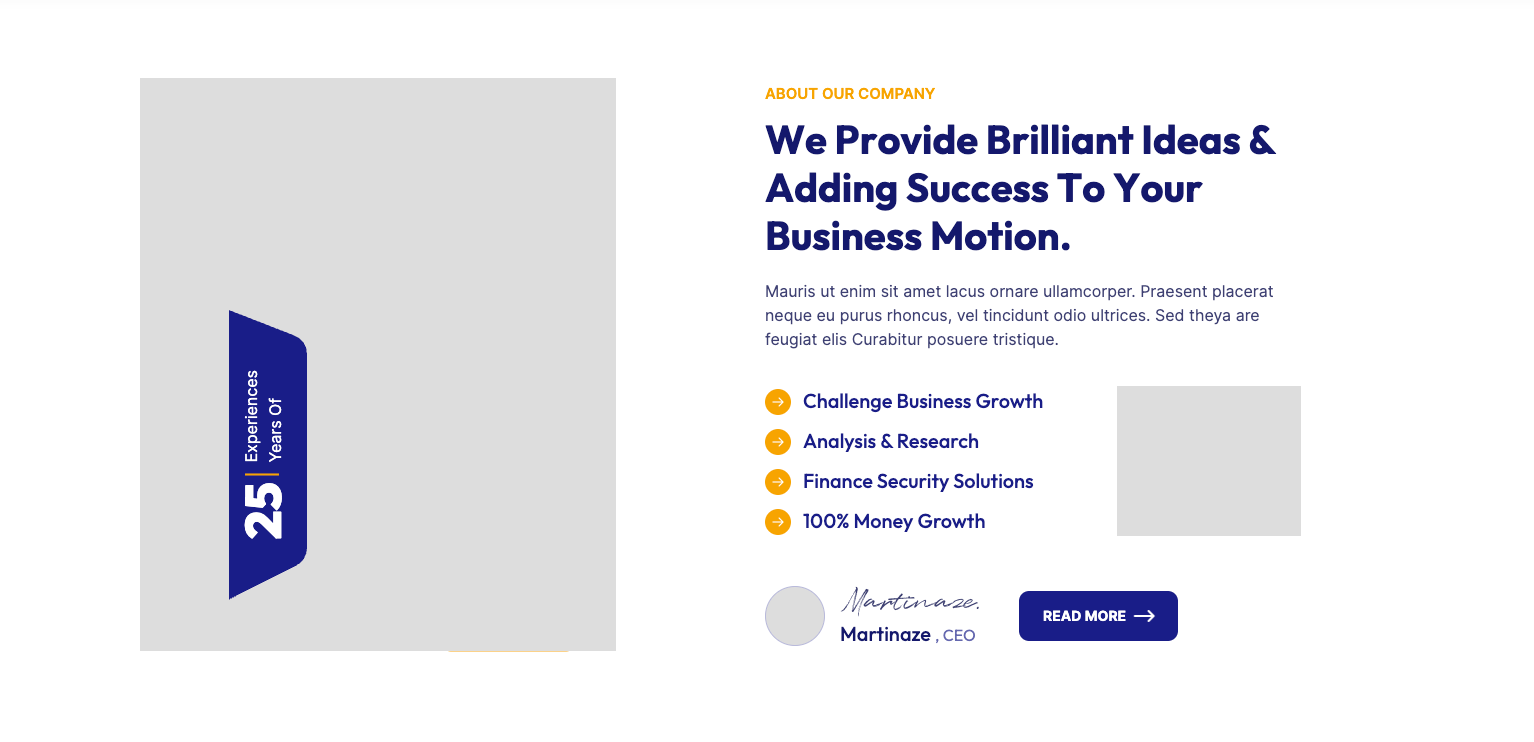 25
Experiences
Years Of
ABOUT OUR COMPANY
We Provide Brilliant Ideas &
Adding Success To Your
Business Motion.
Mauris ut enim sit amet lacus ornare ullamcorper. Praesent placerat
neque eu purus rhoncus, vel tincidunt odio ultrices. Sed theya are
feugiat elis Curabitur posuere tristique.
Challenge Business Growth
Analysis & Research
Finance Security Solutions
100% Money Growth
Martinaze.
Martinaze , CEO
READ MORE